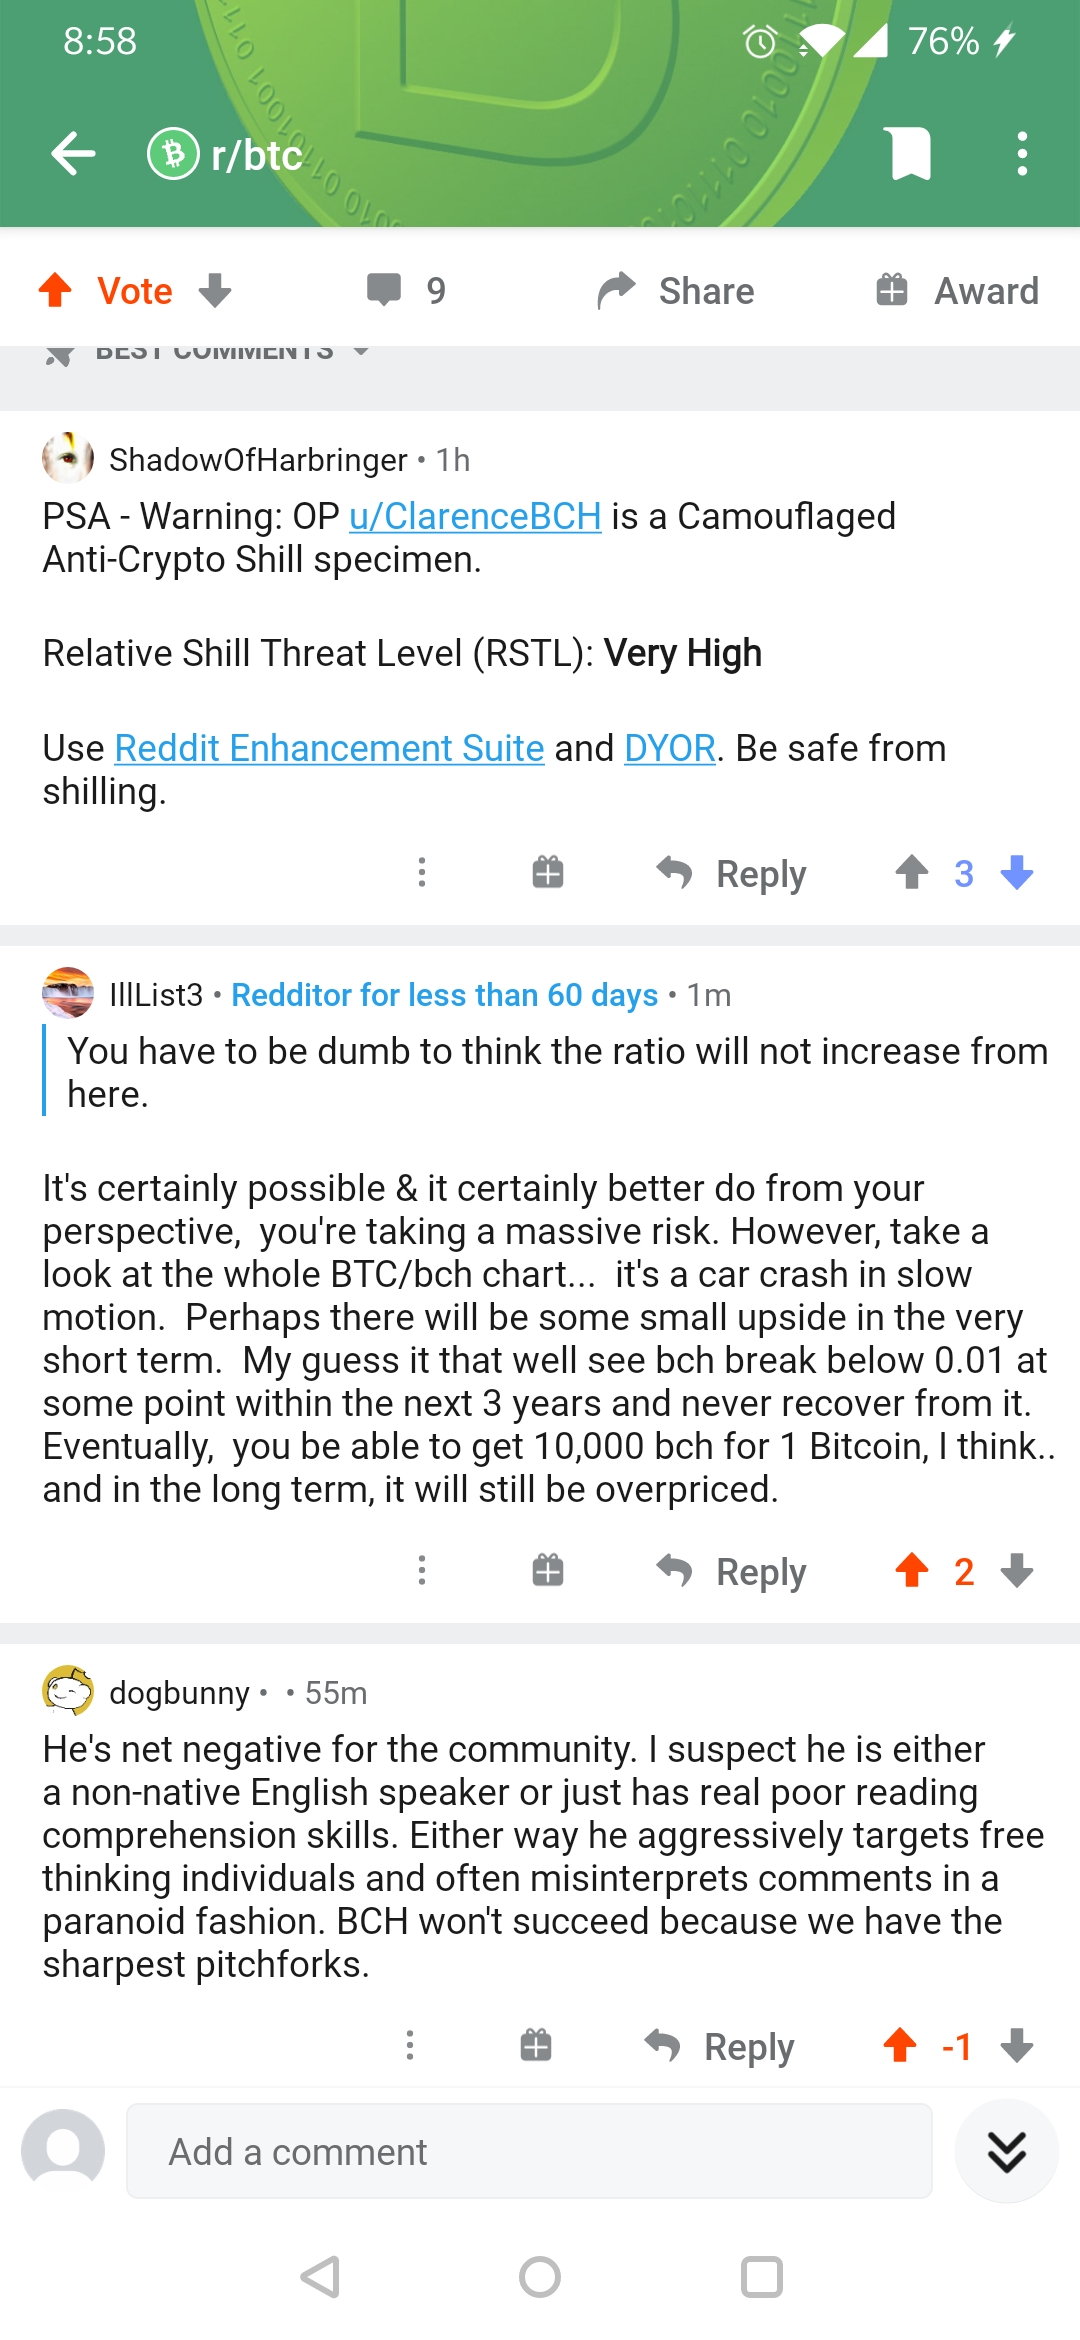 8:58
76%
r/btc
Vote
9
Share
Award
BEST COMMENTS
ShadowOfHarbringer • 1h
PSA - Warning: OP u/ClarenceBCH is a Camouflaged
Anti-Crypto Shill specimen.
Relative Shill Threat Level (RSTL): Very High
Use Reddit Enhancement Suite and DYOR. Be safe from
shilling.
Reply
3
IllList3 • Redditor for less than 60 days • 1m
You have to be dumb to think the ratio will not increase from
here.
It's certainly possible & it certainly better do from your
perspective,  you're taking a massive risk. However, take a
look at the whole BTC/bch chart...  it's a car crash in slow
motion.  Perhaps there will be some small upside in the very
short term.  My guess it that well see bch break below 0.01 at
some point within the next 3 years and never recover from it.
Eventually,  you be able to get 10,000 bch for 1 Bitcoin, I think..
and in the long term, it will still be overpriced.
Reply
2
dogbunny • • 55m
He's net negative for the community. I suspect he is either
a non-native English speaker or just has real poor reading
comprehension skills. Either way he aggressively targets free
thinking individuals and often misinterprets comments in a
paranoid fashion. BCH won't succeed because we have the
sharpest pitchforks.
Reply
-1
Add a comment